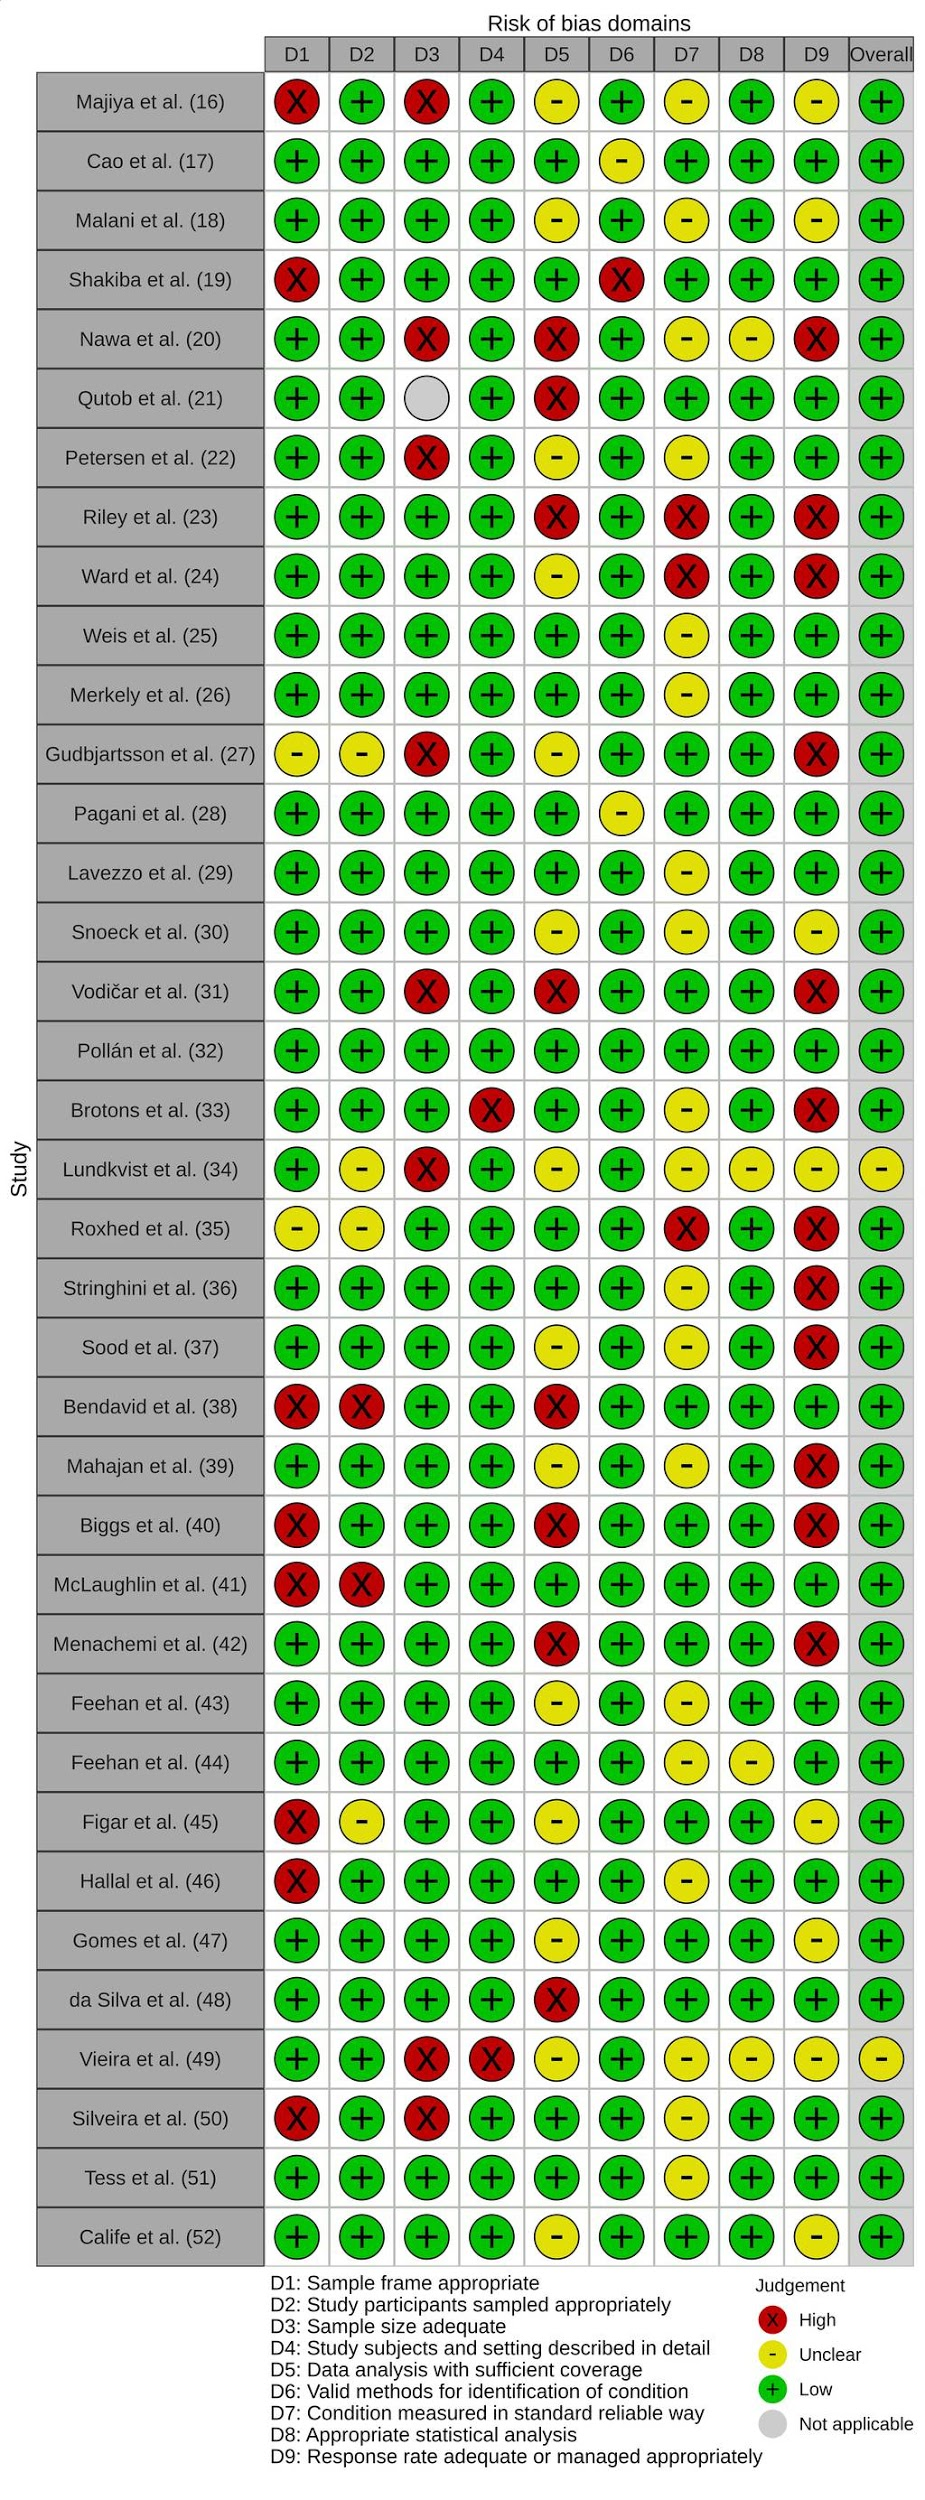 Risk of bias domains
D1 D2 D3 D4 D5 D6 D7 D8 D9 Overall
Majiya et al. (16) X + X + - + - + - +
Cao et al. (17) + + + + + - + + + +
Malani et al. (18) + + + + - + - + - +
Shakiba et al. (19) X + + + + X + + + +
Nawa et al. (20) + + X + X + - - X +
Qutob et al. (21) + + + X + + + + +
Petersen et al. (22) + + X + - + - + + +
Riley et al. (23) + + + + X + X + X +
Ward et al. (24) + + + + - + X + X +
Weis et al. (25) + + + + + + - + + +
Merkely et al. (26) + + + + + + - + + +
Gudbjartsson et al. (27) - - X + - + + + X +
Pagani et al. (28) + + + + + - + + + +
Lavezzo et al. (29) + + + + + + - + + +
Snoeck et al. (30) + + + + - + - + - +
Vodičar et al. (31) + + X + X + + + X +
Pollán et al. (32) + + + + + + + + + +
Brotons et al. (33) + + + X + + - + X +
Study
Lundkvist et al. (34) + - X + - + - - - -
Roxhed et al. (35) - - + + + + X + X +
Stringhini et al. (36) + + + + + + - + X +
Sood et al. (37) + + + + - + - + X +
Bendavid et al. (38) X X + + X + + + + +
Mahajan et al. (39) + + + + - + - + X +
Biggs et al. (40) X + + + X + + + X +
McLaughlin et al. (41) X X + + + + + + + +
Menachemi et al. (42) + + + + X + + + X +
Feehan et al. (43) + + + + - + - + + +
Feehan et al. (44) + + + + + + - - + +
Figar et al. (45) X - + + - + + + - +
Hallal et al. (46) X + + + + + - + + +
Gomes et al. (47) + + + + - + + + - +
da Silva et al. (48) + + + + X + + + + +
Vieira et al. (49) + + X X - + - - - -
Silveira et al. (50) X + X + + + - + + +
Tess et al. (51) + + + + + + - + + +
Calife et al. (52) + + + + - + + + - +
D1: Sample frame appropriate
D2: Study participants sampled appropriately
D3: Sample size adequate
D4: Study subjects and setting described in detail
D5: Data analysis with sufficient coverage
D6: Valid methods for identification of condition
D7: Condition measured in standard reliable way
D8: Appropriate statistical analysis
D9: Response rate adequate or managed appropriately
Judgement
X High
- Unclear
+ Low
Not applicable